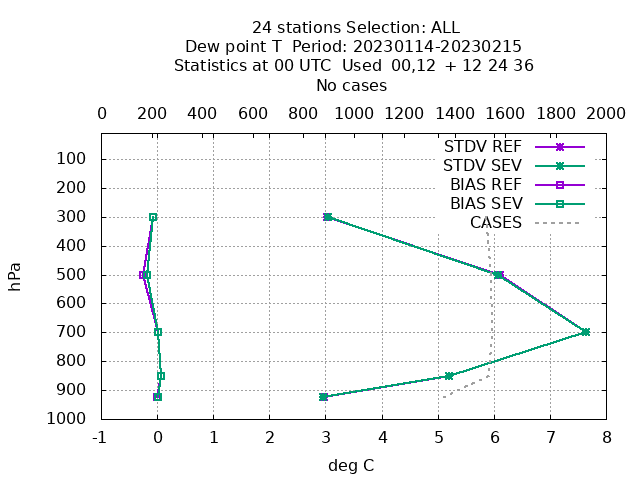 24 stations Selection: ALL
Dew point T  Period: 20230114-20230215
Statistics at 00 UTC  Used  00,12  + 12 24 36
No cases
0 200 400 600 800 1000 1200 1400 1600 1800 2000
STDV REF
STDV SEV
BIAS REF
BIAS SEV
CASES
100
200
300
400
500
600
700
800
900
1000
hPa
-1 0 1 2 3 4 5 6 7 8
deg C